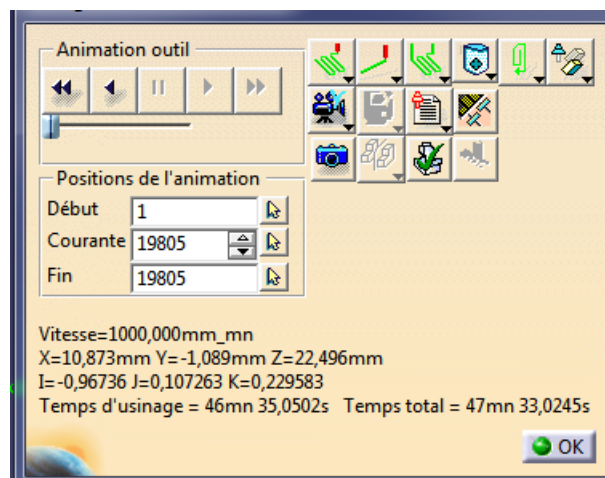 Animation outil
Positions de l'animation
Début 1
Courante 19805
Fin 19805
Vitesse=1000,000mm_mn
X=10,873mm Y=-1,089mm Z=22,496mm
I=-0,96736 J=0,107263 K=0,229583
Temps d'usinage = 46mn 35,0502s Temps total = 47mn 33,0245s
OK